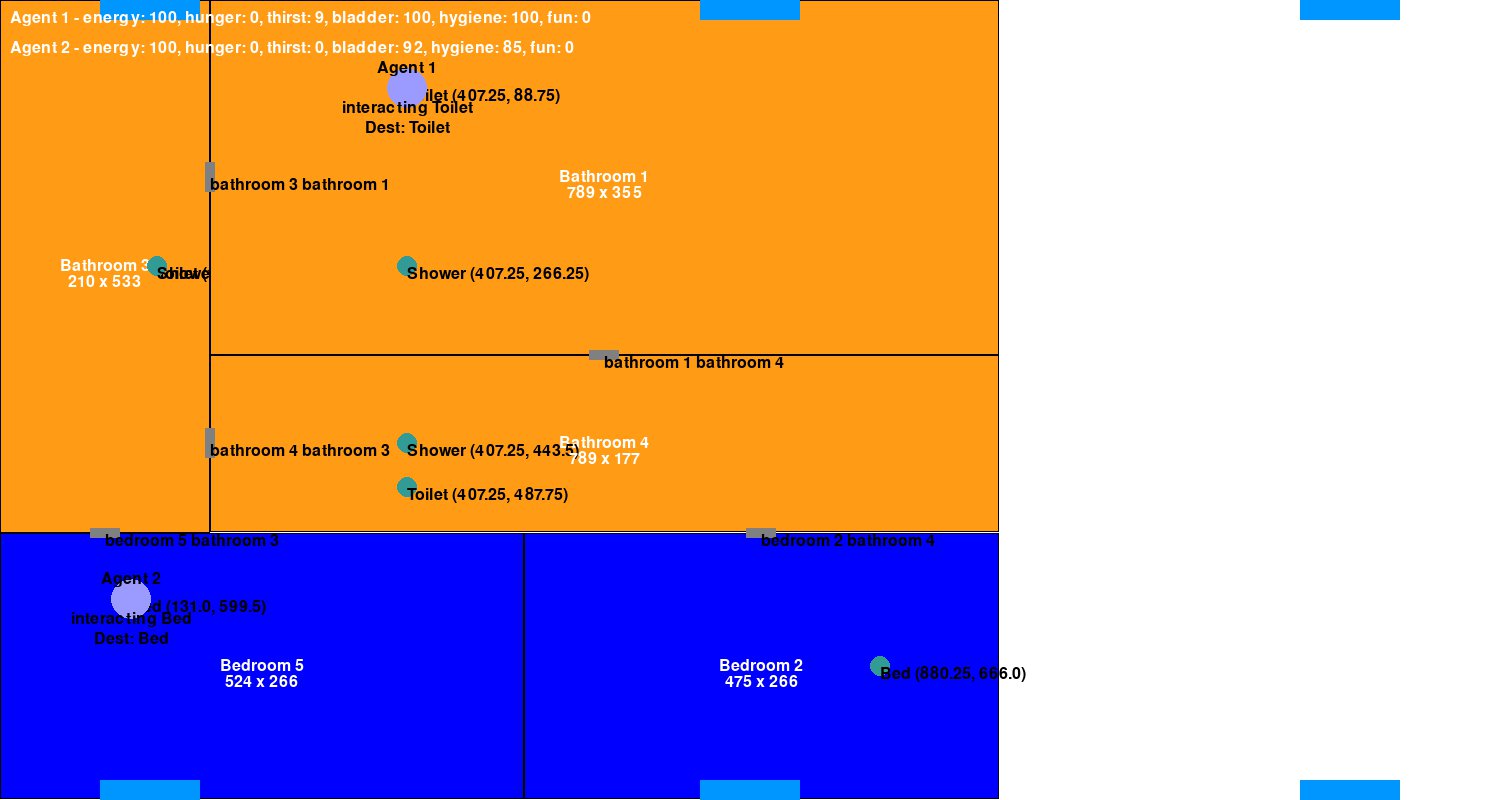 Agent 1 - energy: 100, hunger: 0, thirst: 9, bladder: 100, hygiene: 100, fun: 0
Agent 2 - energy: 100, hunger: 0, thirst: 0, bladder: 92, hygiene: 85, fun: 0
Agent 1
ilet (407.25, 88.75)
interacting Toilet
Dest: Toilet
Bathroom 1
789 x 355
bathroom 3 bathroom 1
Bathroom 3
210 x 533
Shower (407.25, 266.25)
bathroom 1 bathroom 4
Bathroom 4
789 x 177
bathroom 4 bathroom 3
Shower (407.25, 443.5)
Toilet (407.25, 487.75)
bedroom 5 bathroom 3
bedroom 2 bathroom 4
Agent 2
d (131.0, 599.5)
interacting Bed
Dest: Bed
Bedroom 5
524 x 266
Bedroom 2
475 x 266
Bed (880.25, 666.0)